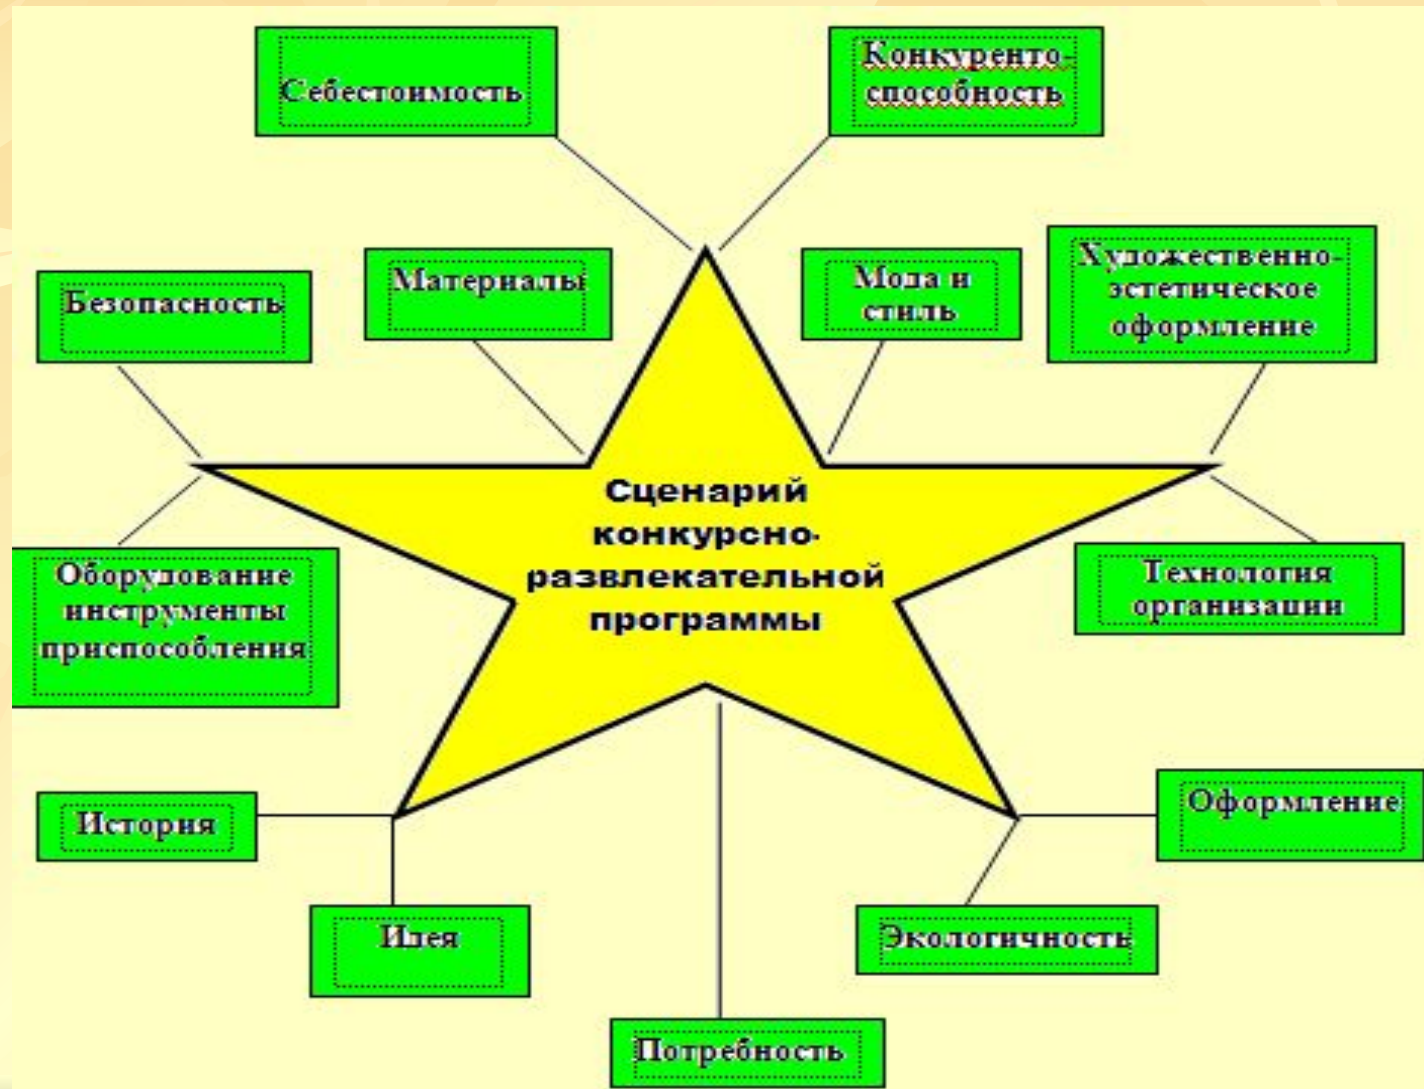 Себестоимость
Конкуренто-
способность
Безопасность
Материалы
Мода и
стиль
Художественно-
эстетическое
оформление
Сценарий
конкурсно-
развлекательной
программы
Оборудование
инструменты
приспособления
Технология
организации
История
Оформление
Идея
Экологичность
Потребность